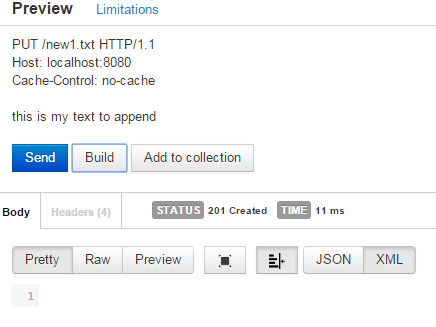 Preview Limitations
PUT /new1.txt HTTP/1.1
Host: localhost:8080
Cache-Control: no-cache
this is my text to append
Send Build Add to collection
Body Headers (4) STATUS 201 Created TIME 11 ms
Pretty Raw Preview JSON XML
1